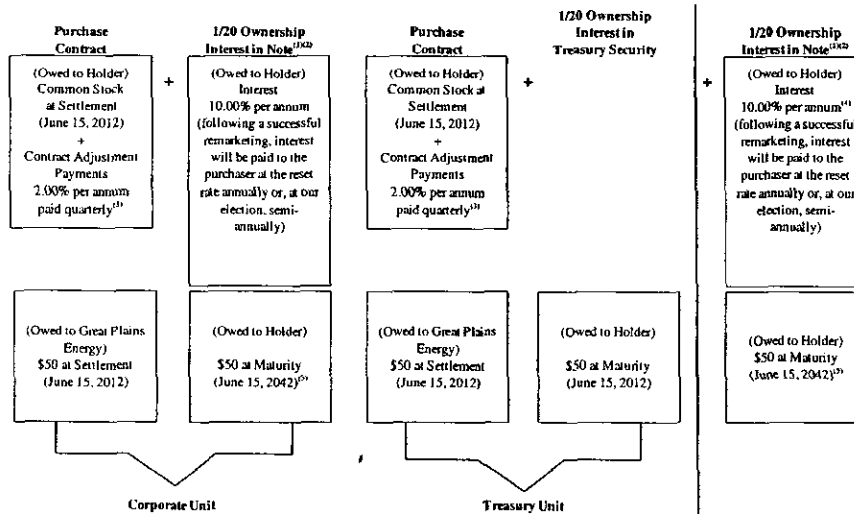 Purchase
Contract
(Owed to Holder)
Common Stock at
Settlement
(June 15, 2012)
+
Contract Adjustment
Payments
2.00% per annum
paid quarterly(3)
+
1/20 Ownership
Interest in Note(1)(2)
(Owed to Holder)
Interest
10.00% per annum
(following a successful
remarketing, interest
will be paid to the
purchaser at the reset
rate annually or, at our
election, semi-
annually)
Purchase
Contract
(Owed to Holder)
Common Stock at
Settlement
(June 15, 2012)
+
Contract Adjustment
Payments
2.00% per annum
paid quarterly(3)
+
1/20 Ownership
Interest in
Treasury Security
+
1/20 Ownership
Interest in Note(1)(2)
(Owed to Holder)
Interest
10.00% per annum(4)
(following a successful
remarketing, interest
will be paid to the
purchaser at the reset
rate annually or, at our
election, semi-
annually)
(Owed to Great Plains
Energy)
$50 at Settlement
(June 15, 2012)
(Owed to Holder)
$50 at Maturity
(June 15, 2042)(5)
(Owed to Great Plains
Energy)
$50 at Settlement
(June 15, 2012)
(Owed to Holder)
$50 at Maturity
(June 15, 2012)
(Owed to Holder)
$50 at Maturity
(June 15, 2042)(5)
Corporate Unit
Treasury Unit